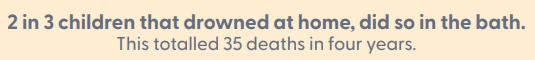 2 in 3 children that drowned at home, did so in the bath.
This totalled 35 deaths in four years.